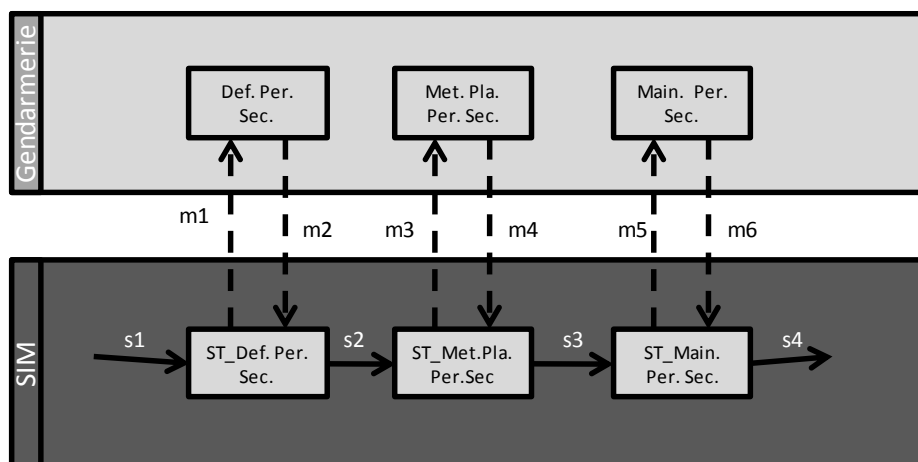 Gendarmerie
Def. Per.
Sec.
Met. Pla.
Per. Sec.
Main. Per.
Sec.
m1
m2
m3
m4
m5
m6
SIM
s1
ST_Def. Per.
Sec.
s2
ST_Met.Pla.
Per.Sec
s3
ST_Main.
Per. Sec.
s4